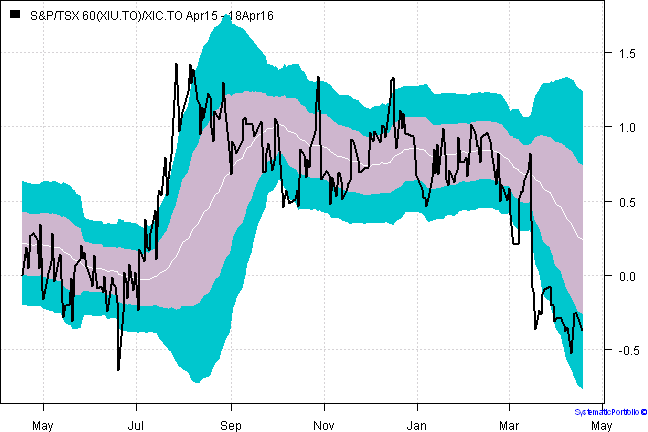 S&P/TSX 60(XIU.TO)/XIC.TO Apr15 - 18Apr16
1.5
1.0
0.5
0.0
-0.5
SystematicPortfolio ©
May Jul Sep Nov Jan Mar May